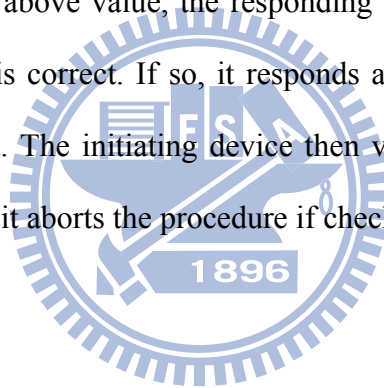 above value, the responding
is correct. If so, it responds a
. The initiating device then v
it aborts the procedure if chec
E S A
8
1896